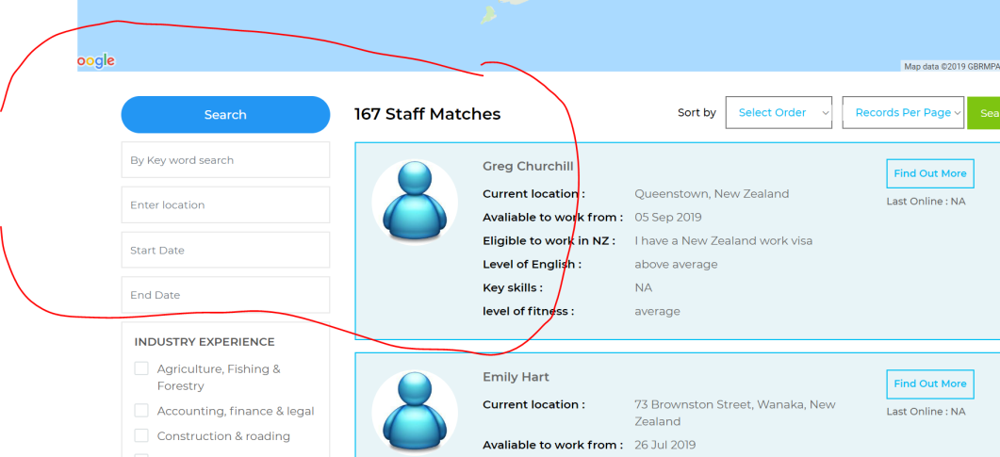 oogle
Map data ©2019 GBRMPA
Search
By Key word search
Enter location
Start Date
End Date
INDUSTRY EXPERIENCE
Agriculture, Fishing &
Forestry
Accounting, finance & legal
Construction & roading
167 Staff Matches
Sort by
Select Order
Records Per Page
Sea
Greg Churchill
Current location : Queenstown, New Zealand
Avaliable to work from : 05 Sep 2019
Eligible to work in NZ : I have a New Zealand work visa
Level of English : above average
Key skills : NA
level of fitness : average
Find Out More
Last Online : NA
Emily Hart
Current location : 73 Brownston Street, Wanaka, New
Zealand
Avaliable to work from : 26 Jul 2019
Find Out More
Last Online : NA